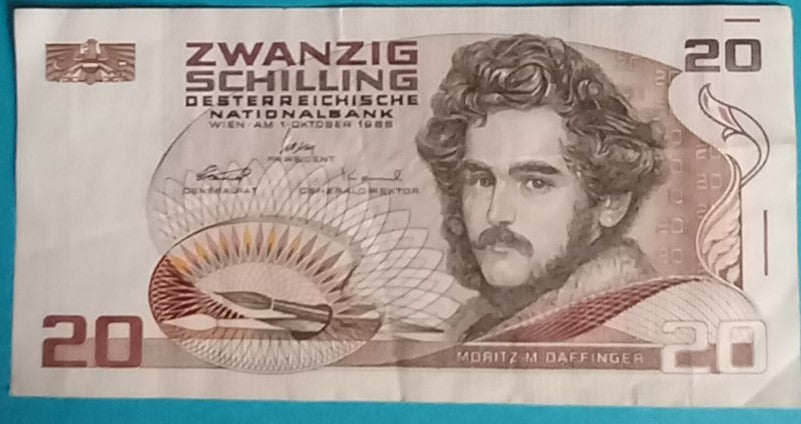 ZWANZIG
SCHILLING
OESTERREICHISCHE
NATIONALBANK
WIEN·AM 1·OKTOBER 1986
PRÄSIDENT
GENERALRAT GENERALDIREKTOR
20
20
MORITZ·M·DAFFINGER
20